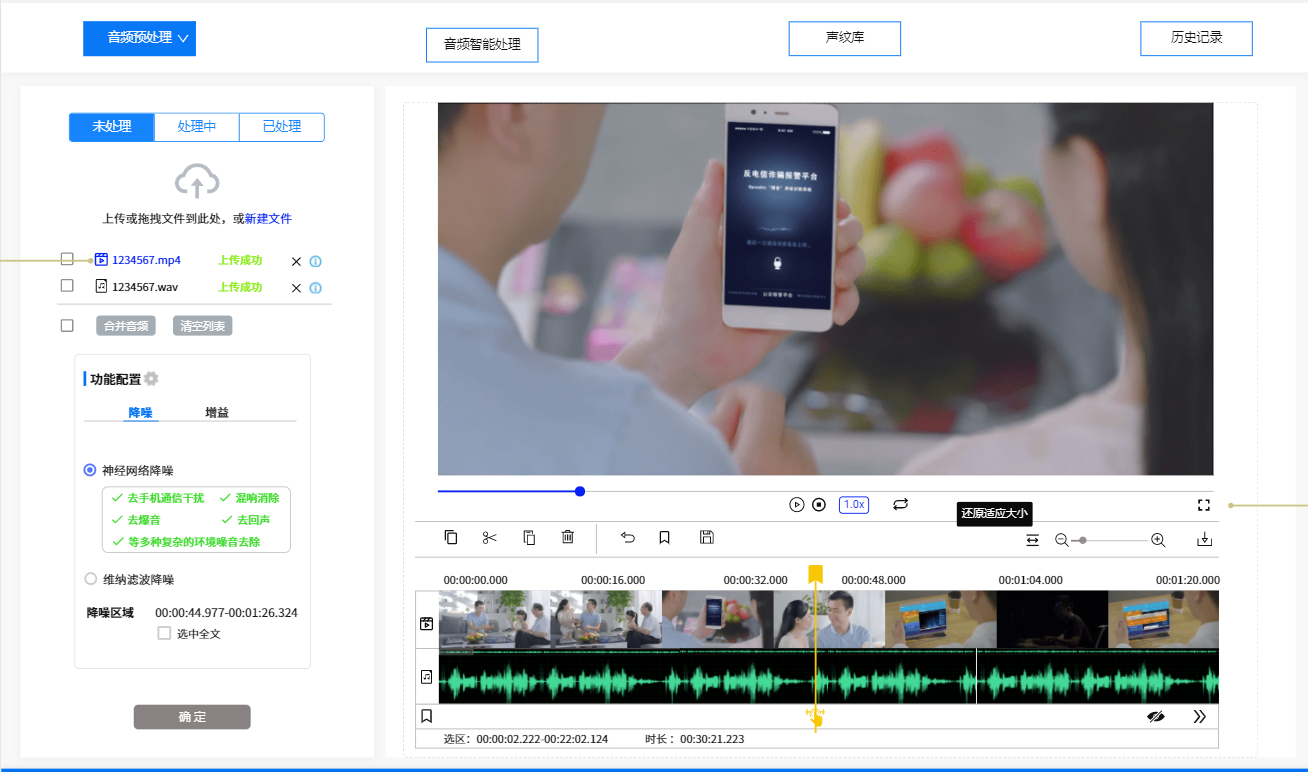 音频预处理
音频智能处理
声纹库
历史记录
未处理
处理中
已处理
上传或拖拽文件到此处，或新建文件
1234567.mp4 上传成功
1234567.wav 上传成功
合并音频 清空列表
功能配置
降噪 增益
神经网络降噪
去手机通信干扰 混响消除
去爆音 去回声
等多种复杂的环境噪音去除
维纳滤波降噪
降噪区域 00:00:44.977-00:01:26.324
选中全文
确定
反电信诈骗报警平台
1.0x
还原适应大小
00:00:00.000 00:00:16.000 00:00:32.000 00:00:48.000 00:01:04.000 00:01:20.000
选区：00:00:02.222-00:22:02.124 时长：00:30:21.223